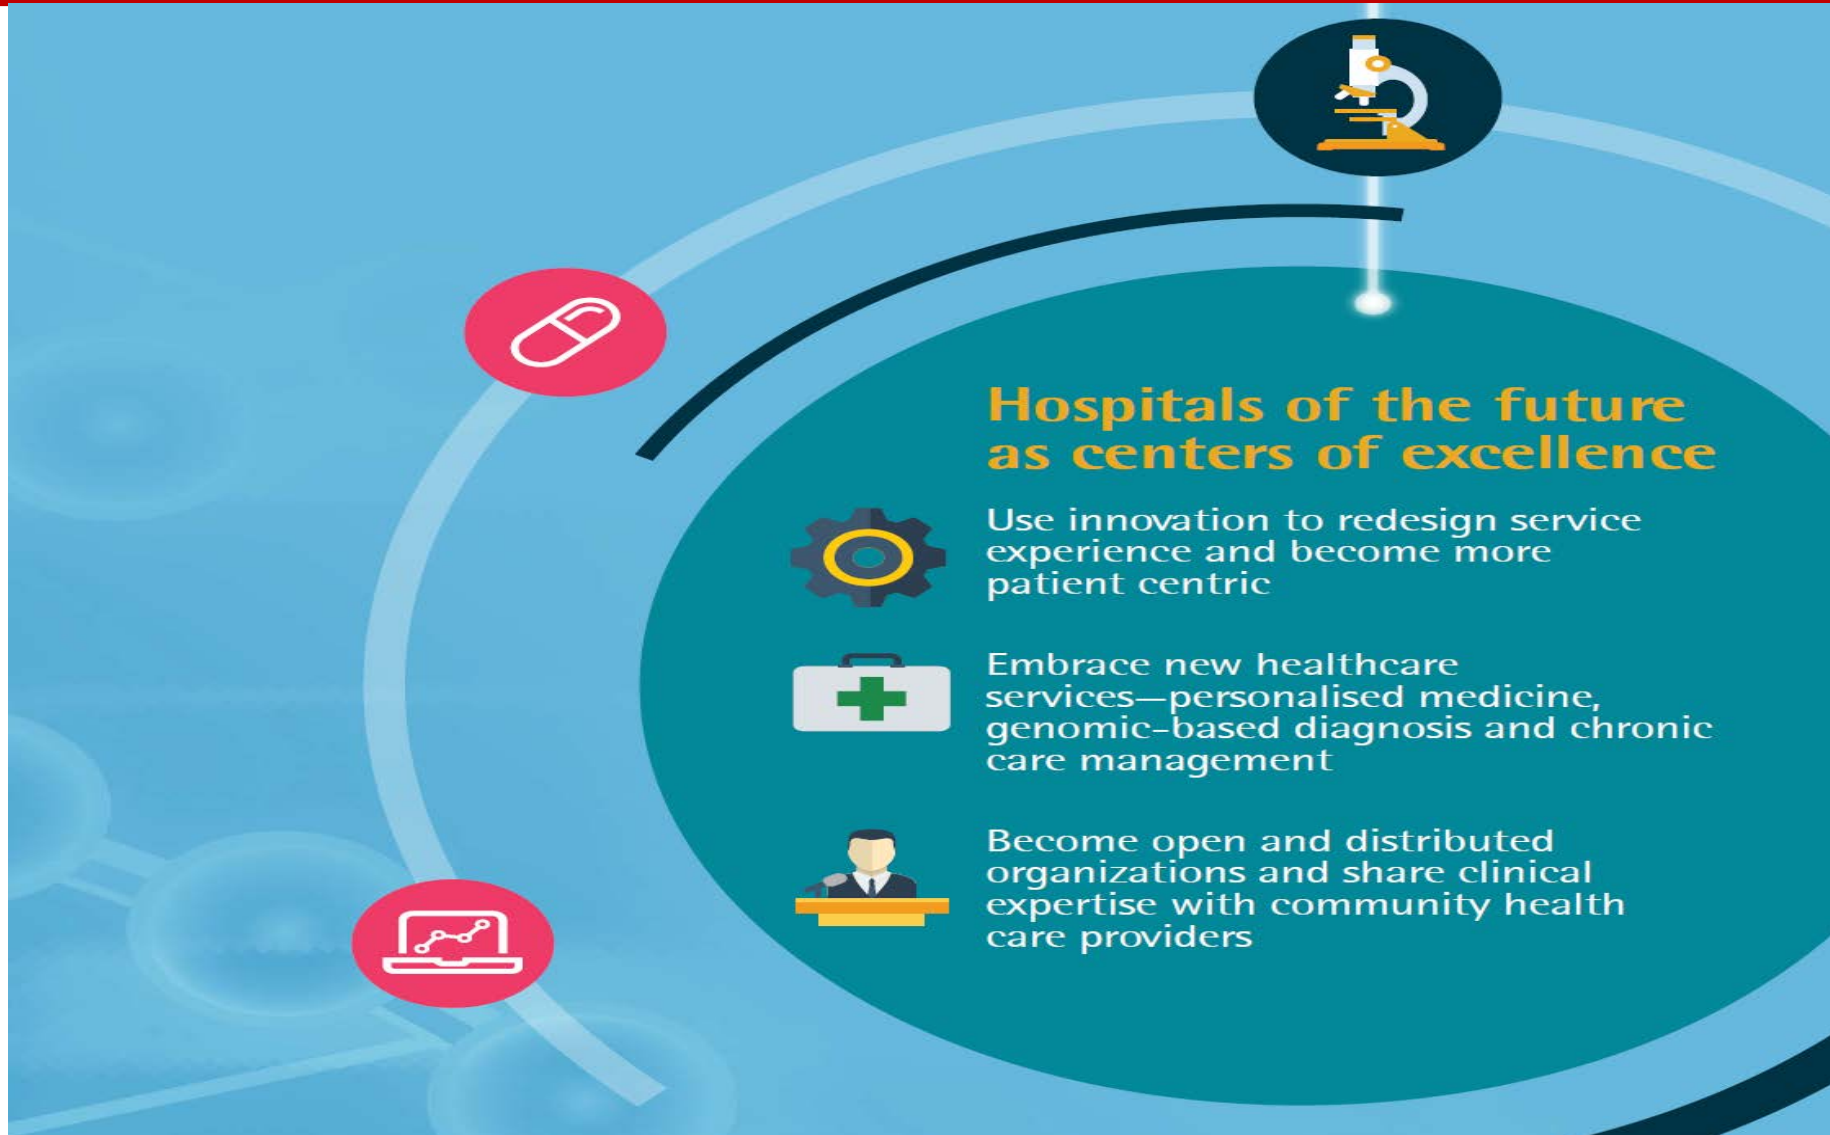 Hospitals of the future
as centers of excellence
Use innovation to redesign service
experience and become more
patient centric
Embrace new healthcare
services—personalised medicine,
genomic-based diagnosis and chronic
care management
Become open and distributed
organizations and share clinical
expertise with community health
care providers